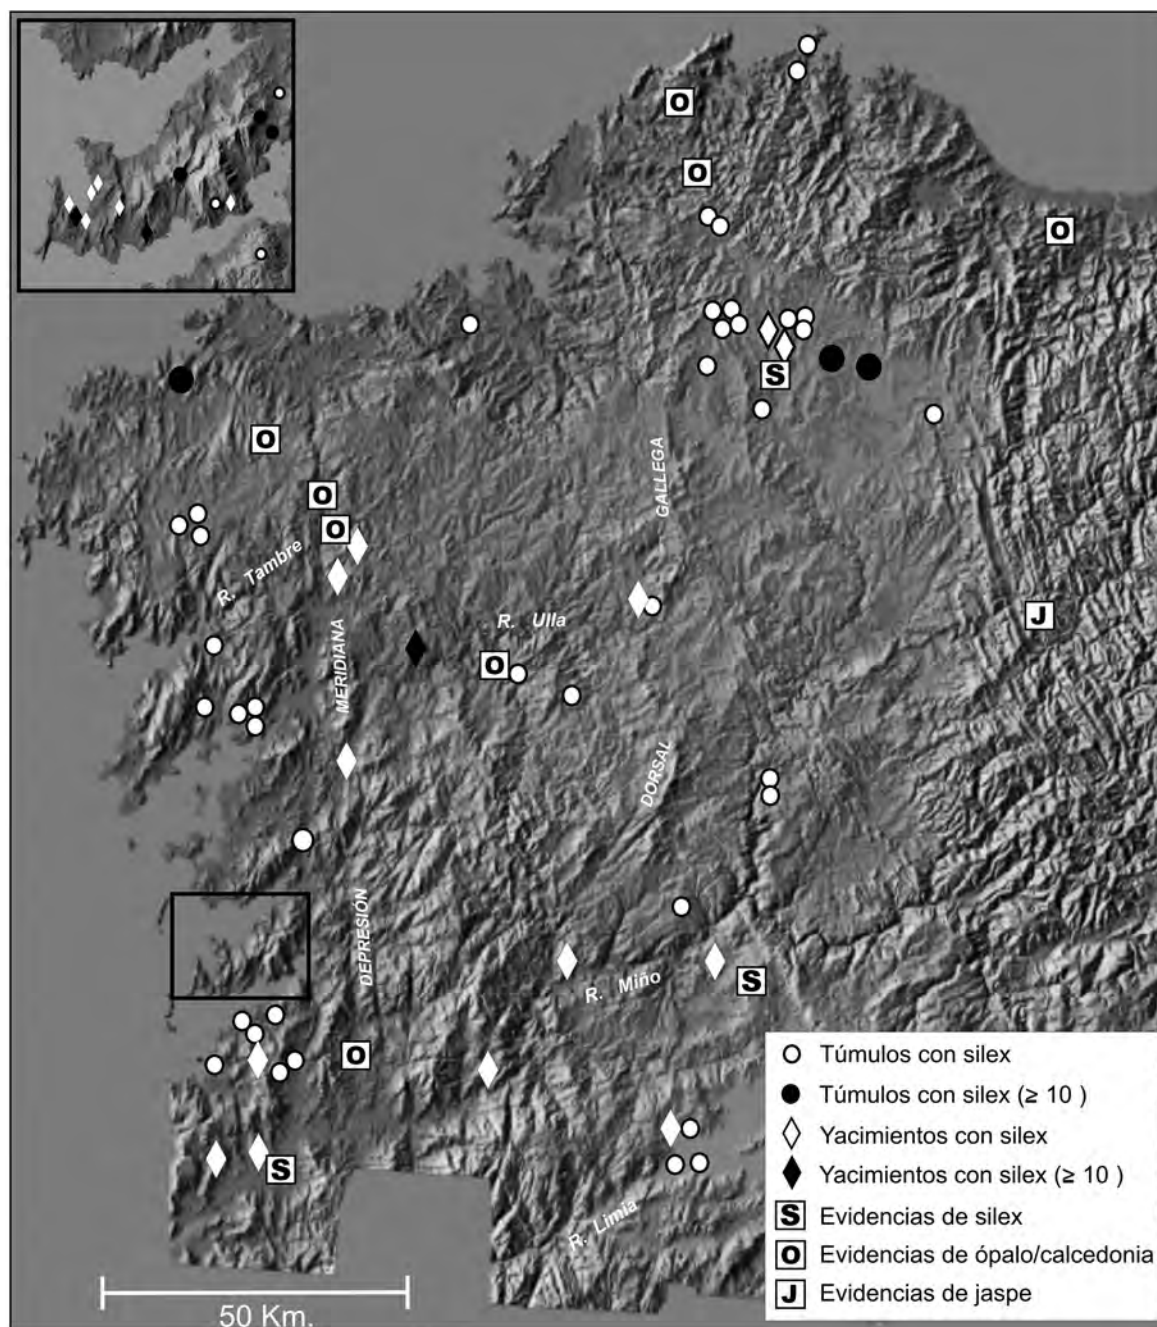 O
O
O
S
O
GALLEGA
O
O
R. Tambre
J
R. Ulla
O
MERIDIANA
DORSAL
DEPRESIÓN
R. Miño
S
O
S
R. Limia
50 Km.
Túmulos con silex
Túmulos con silex (≥ 10 )
Yacimientos con silex
Yacimientos con silex (≥ 10 )
S Evidencias de silex
O Evidencias de ópalo/calcedonia
J Evidencias de jaspe